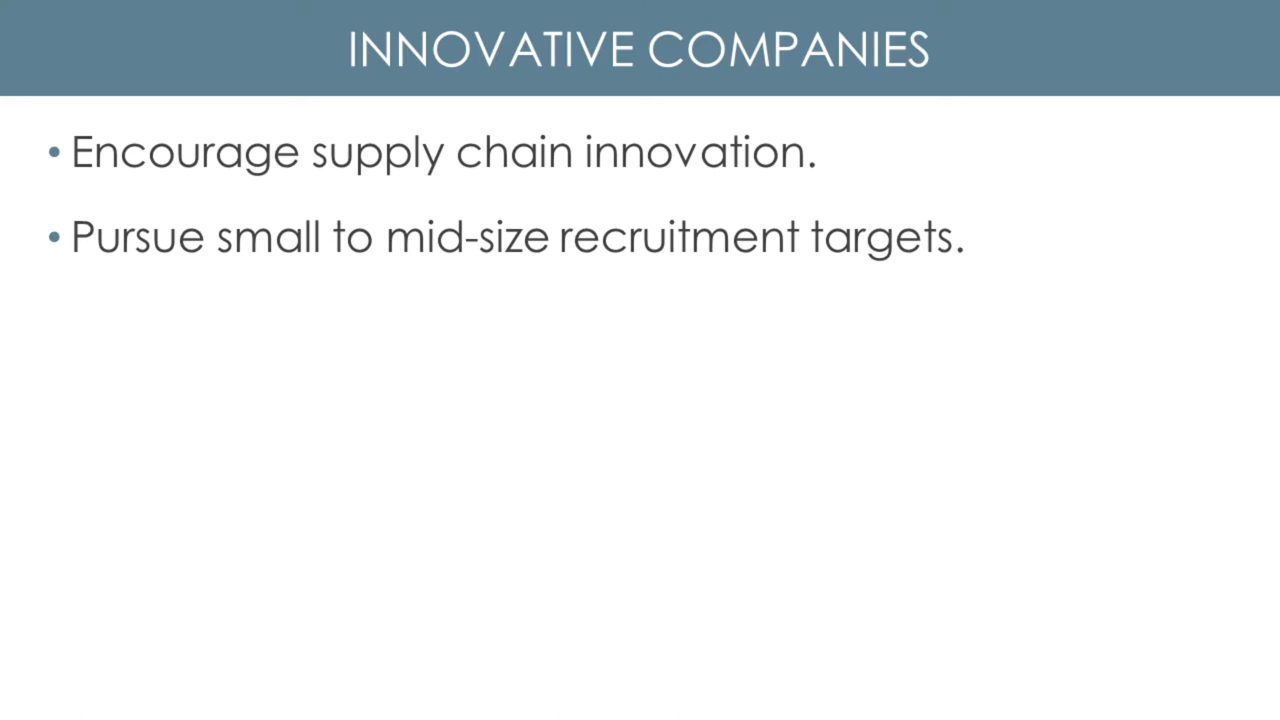 INNOVATIVE COMPANIES
• Encourage supply chain innovation.
• Pursue small to mid-size recruitment targets.